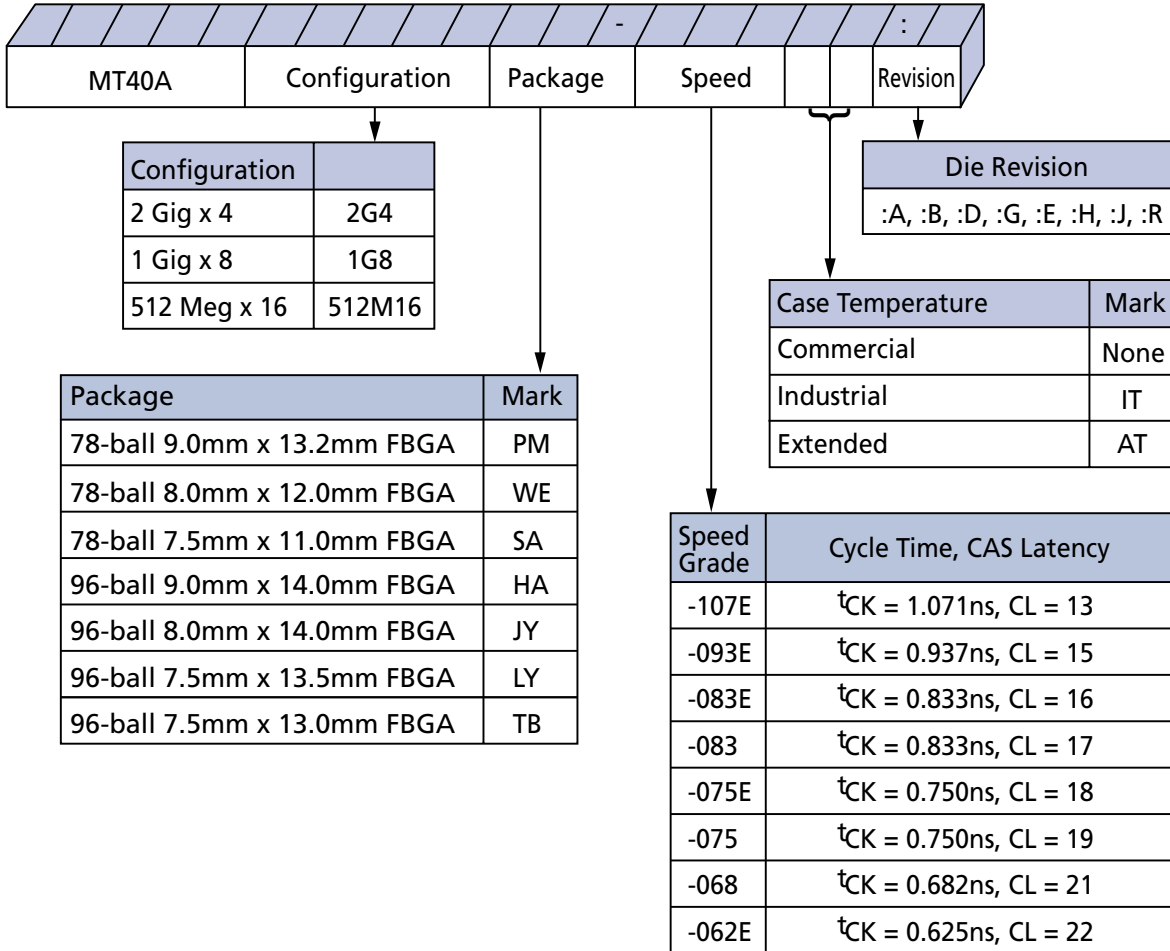 - :
MT40A Configuration Package Speed Revision
Configuration
2 Gig x 4 2G4
1 Gig x 8 1G8
512 Meg x 16 512M16
Die Revision
:A, :B, :D, :G, :E, :H, :J, :R
Case Temperature Mark
Commercial None
Industrial IT
Extended AT
Package Mark
78-ball 9.0mm x 13.2mm FBGA PM
78-ball 8.0mm x 12.0mm FBGA WE
78-ball 7.5mm x 11.0mm FBGA SA
96-ball 9.0mm x 14.0mm FBGA HA
96-ball 8.0mm x 14.0mm FBGA JY
96-ball 7.5mm x 13.5mm FBGA LY
96-ball 7.5mm x 13.0mm FBGA TB
Speed
Grade
Cycle Time, CAS Latency
-107E tCK = 1.071ns, CL = 13
-093E tCK = 0.937ns, CL = 15
-083E tCK = 0.833ns, CL = 16
-083 tCK = 0.833ns, CL = 17
-075E tCK = 0.750ns, CL = 18
-075 tCK = 0.750ns, CL = 19
-068 tCK = 0.682ns, CL = 21
-062E tCK = 0.625ns, CL = 22